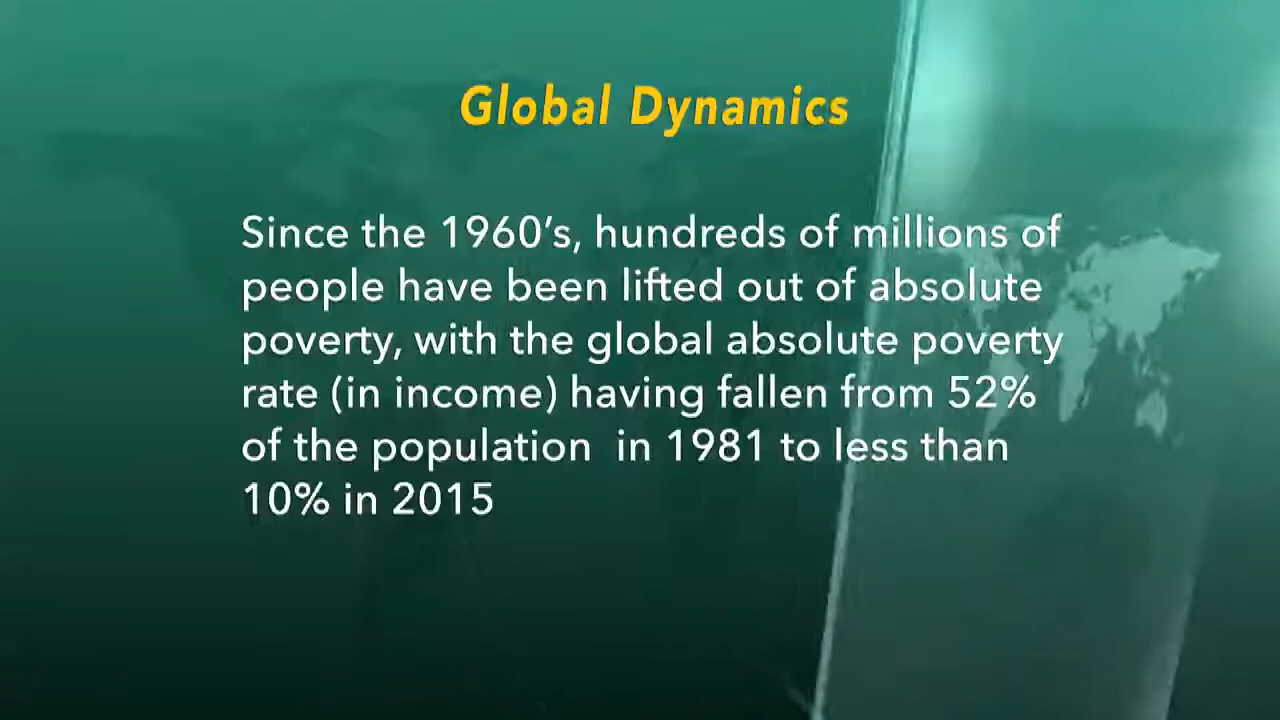 Global Dynamics
Since the 1960’s, hundreds of millions of
people have been lifted out of absolute
poverty, with the global absolute poverty
rate (in income) having fallen from 52%
of the population  in 1981 to less than
10% in 2015